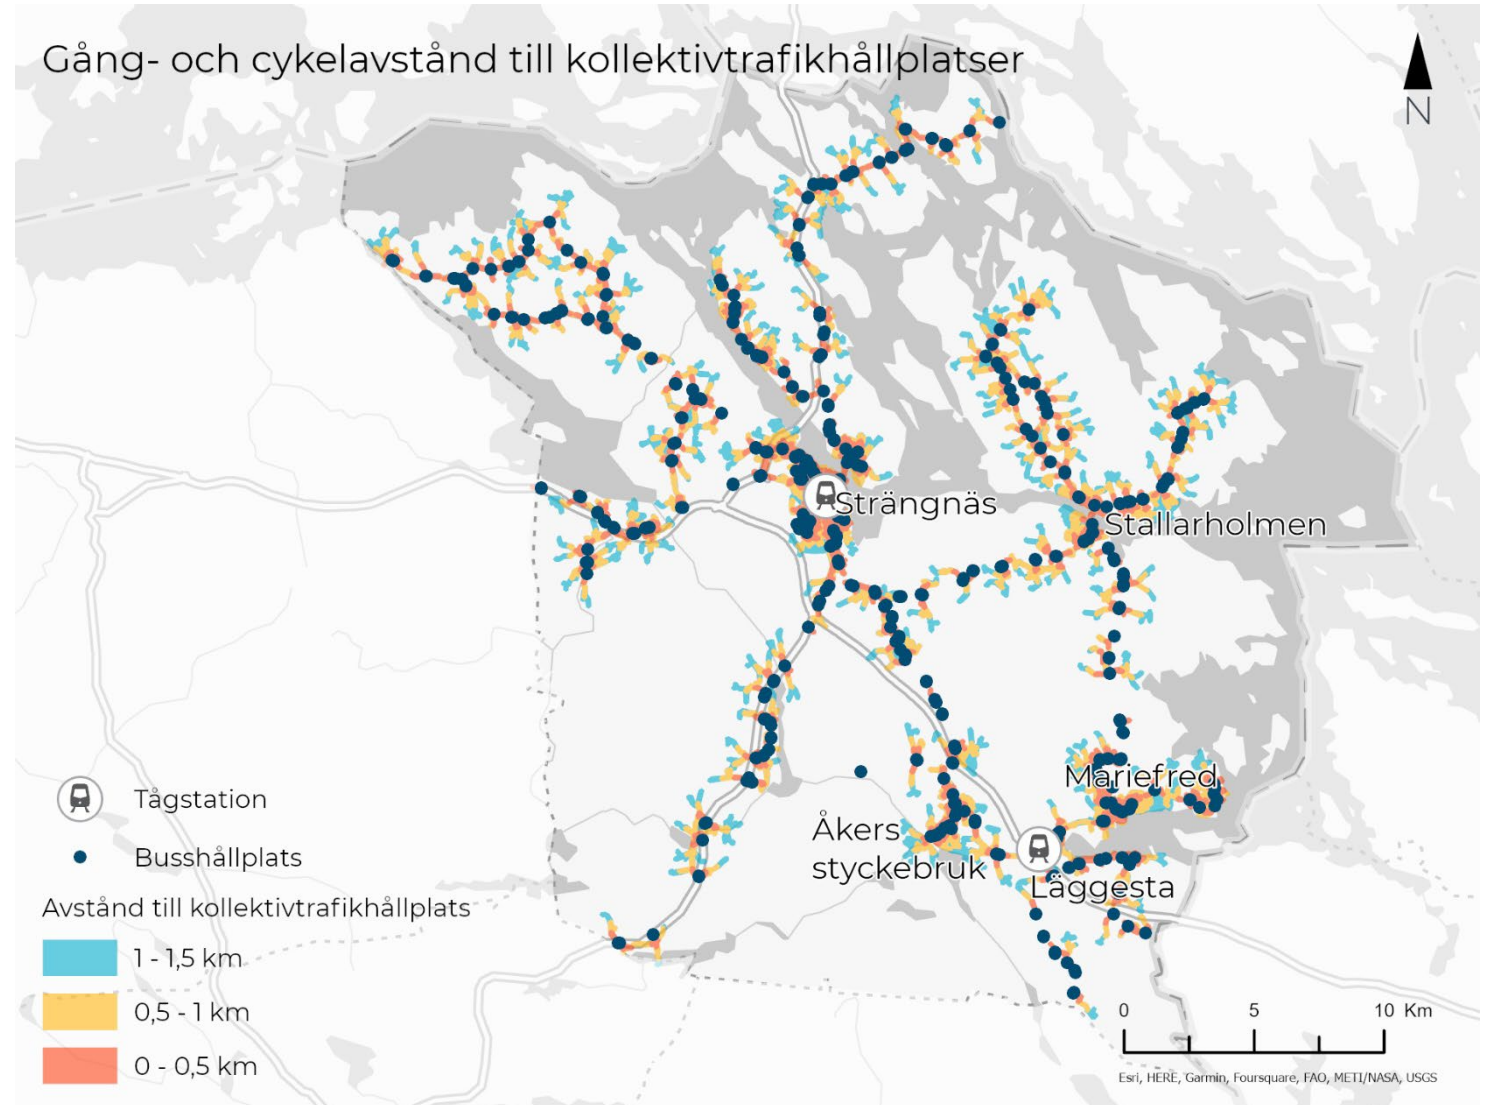 Gång- och cykelavstånd till kollektivtrafikhållplatser
N
Strängnäs
Stallarholmen
Mariefred
Åkers
styckebruk
Läggesta
Tågstation
Busshållplats
Avstånd till kollektivtrafikhållplats
1 - 1,5 km
0,5 - 1 km
0 - 0,5 km
0 5 10 Km
Esri, HERE, Garmin, Foursquare, FAO, METI/NASA, USGS